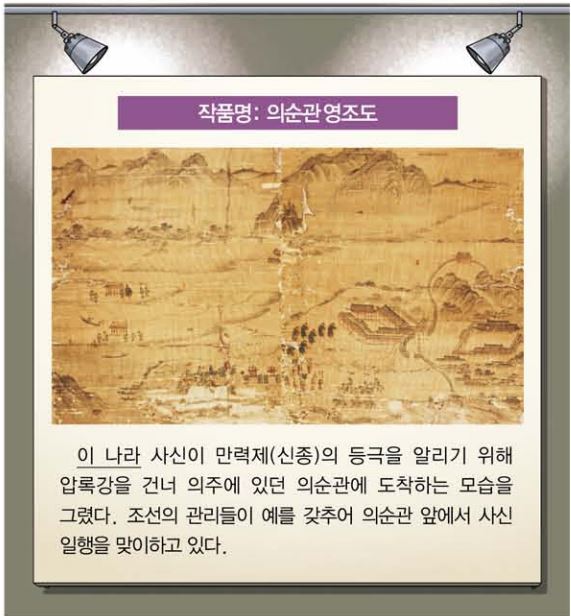 작품명: 의순관영조도
이 나라 사신이 만력제(신종)의 등극을 알리기 위해
압록강을 건너 의주에 있던 의순관에 도착하는 모습을
그렸다. 조선의 관리들이 예를 갖추어 의순관 앞에서 사신
일행을 맞이하고 있다.